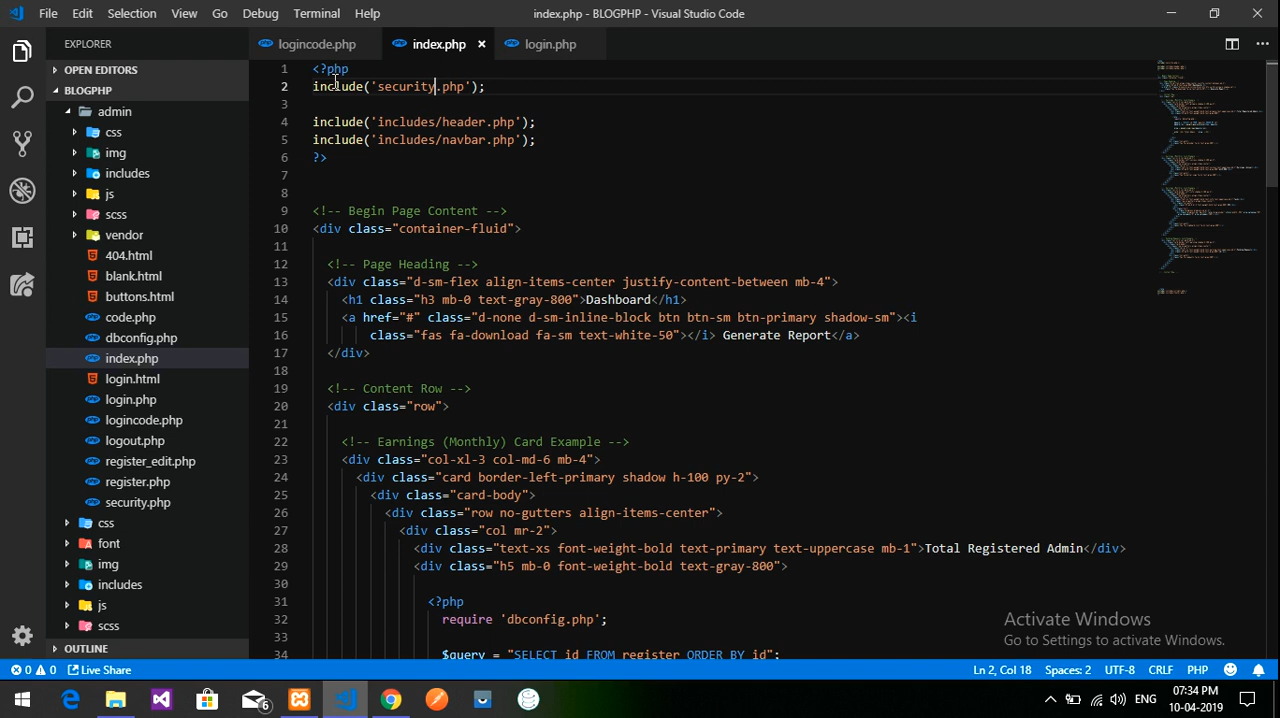 File Edit Selection View Go Debug Terminal Help
index.php - BLOGPHP - Visual Studio Code
EXPLORER
OPEN EDITORS
BLOGPHP
admin
css
img
includes
js
scss
vendor
404.html
blank.html
buttons.html
code.php
dbconfig.php
index.php
login.html
login.php
logincode.php
logout.php
register_edit.php
register.php
security.php
css
font
img
includes
js
scss
OUTLINE
logincode.php index.php login.php
1 <?php
2 include('security.php');
3
4 include('includes/header.php');
5 include('includes/navbar.php');
6 ?>
7
8
9 <!-- Begin Page Content -->
10 <div class="container-fluid">
11
12 <!-- Page Heading -->
13 <div class="d-sm-flex align-items-center justify-content-between mb-4">
14 <h1 class="h3 mb-0 text-gray-800">Dashboard</h1>
15 <a href="#" class="d-none d-sm-inline-block btn btn-sm btn-primary shadow-sm"><i
16 class="fas fa-download fa-sm text-white-50"></i> Generate Report</a>
17 </div>
18
19 <!-- Content Row -->
20 <div class="row">
21
22 <!-- Earnings (Monthly) Card Example -->
23 <div class="col-xl-3 col-md-6 mb-4">
24 <div class="card border-left-primary shadow h-100 py-2">
25 <div class="card-body">
26 <div class="row no-gutters align-items-center">
27 <div class="col mr-2">
28 <div class="text-xs font-weight-bold text-primary text-uppercase mb-1">Total Registered Admin</div>
29 <div class="h5 mb-0 font-weight-bold text-gray-800">
30
31 <?php
32 require 'dbconfig.php';
33
34 $query = "SELECT id FROM register ORDER BY id";
Activate Windows
Go to Settings to activate Windows.
0 0 Live Share
Ln 2, Col 18 Spaces: 2 UTF-8 CRLF PHP
6
ENG
07:34 PM
10-04-2019